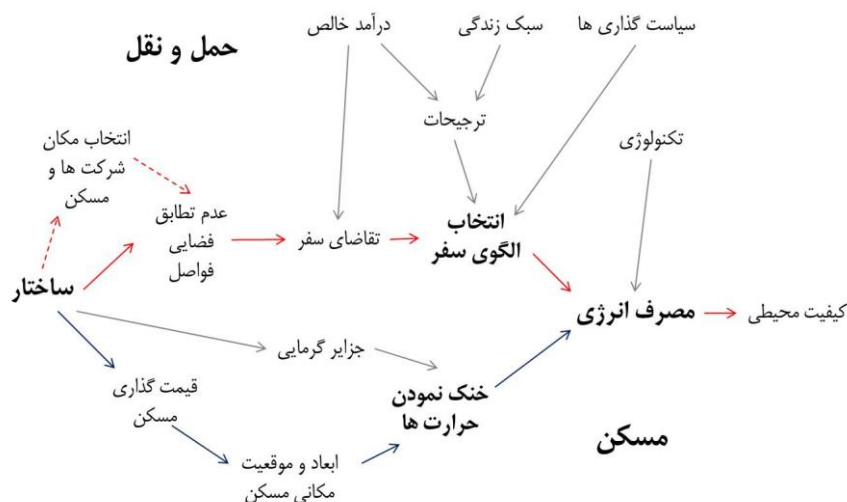 سیاست گذاری ها
سبک زندگی
درآمد خالص
حمل و نقل
ترجیحات
تکنولوژی
انتخاب مکان
شرکت ها و
مسکن
عدم تطابق
فضایی
فواصل
تقاضای سفر
انتخاب
الگوی سفر
ساختار
مصرف انرژی
کیفیت محیطی
جزایر گرمایی
قیمت گذاری
مسکن
خنک نمودن
حرارت ها
ابعاد و موقعیت
مکانی مسکن
مسکن